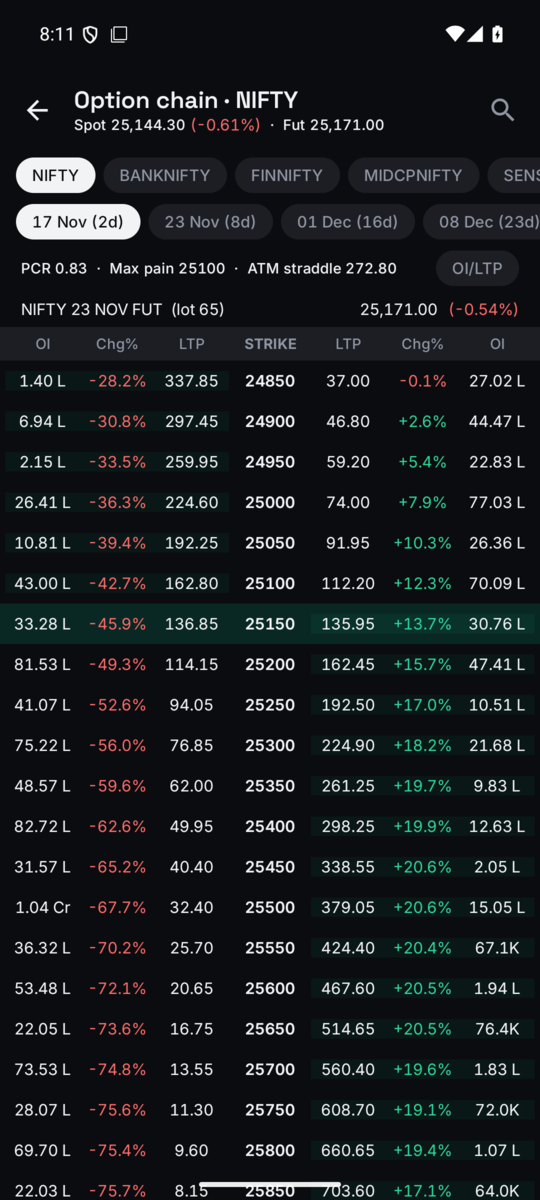 8:11
Option chain · NIFTY
Spot 25,144.30 (-0.61%) · Fut 25,171.00
NIFTY BANKNIFTY FINNIFTY MIDCPNIFTY SENS
17 Nov (2d) 23 Nov (8d) 01 Dec (16d) 08 Dec (23d)
PCR 0.83 · Max pain 25100 · ATM straddle 272.80 OI/LTP
NIFTY 23 NOV FUT (lot 65) 25,171.00 (-0.54%)
OI Chg% LTP STRIKE LTP Chg% OI
1.40 L -28.2% 337.85 24850 37.00 -0.1% 27.02 L
6.94 L -30.8% 297.45 24900 46.80 +2.6% 44.47 L
2.15 L -33.5% 259.95 24950 59.20 +5.4% 22.83 L
26.41 L -36.3% 224.60 25000 74.00 +7.9% 77.03 L
10.81 L -39.4% 192.25 25050 91.95 +10.3% 26.36 L
43.00 L -42.7% 162.80 25100 112.20 +12.3% 70.09 L
33.28 L -45.9% 136.85 25150 135.95 +13.7% 30.76 L
81.53 L -49.3% 114.15 25200 162.45 +15.7% 47.41 L
41.07 L -52.6% 94.05 25250 192.50 +17.0% 10.51 L
75.22 L -56.0% 76.85 25300 224.90 +18.2% 21.68 L
48.57 L -59.6% 62.00 25350 261.25 +19.7% 9.83 L
82.72 L -62.6% 49.95 25400 298.25 +19.9% 12.63 L
31.57 L -65.2% 40.40 25450 338.55 +20.6% 2.05 L
1.04 Cr -67.7% 32.40 25500 379.05 +20.6% 15.05 L
36.32 L -70.2% 25.70 25550 424.40 +20.4% 67.1K
53.48 L -72.1% 20.65 25600 467.60 +20.5% 1.94 L
22.05 L -73.6% 16.75 25650 514.65 +20.5% 76.4K
73.53 L -74.8% 13.55 25700 560.40 +19.6% 1.83 L
28.07 L -75.6% 11.30 25750 608.70 +19.1% 72.0K
69.70 L -75.4% 9.60 25800 660.65 +19.4% 1.07 L
22.03 L -75.7% 8.15 25850 703.60 +17.1% 64.0K